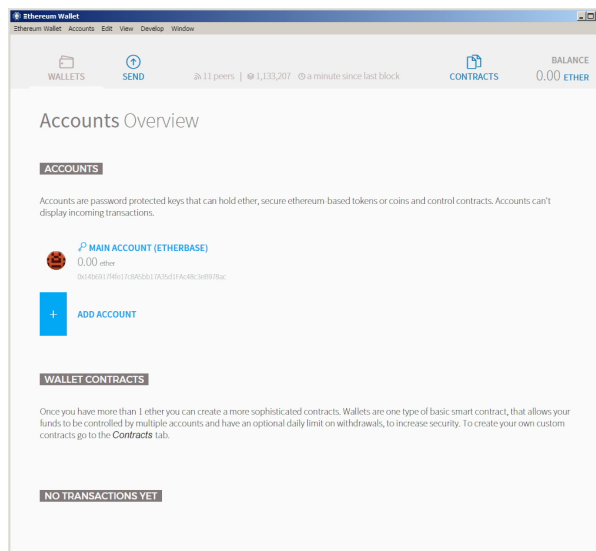 Ethereum Wallet
Ethereum Wallet Accounts Edit View Develop Window
WALLETS
SEND
11 peers | 1,133,207 a minute since last block
CONTRACTS
BALANCE
0.00 ETHER
Accounts Overview
ACCOUNTS
Accounts are password protected keys that can hold ether, secure ethereum-based tokens or coins and control contracts. Accounts can't
display incoming transactions.
MAIN ACCOUNT (ETHERBASE)
0.00 ether
+ ADD ACCOUNT
WALLET CONTRACTS
Once you have more than 1 ether you can create a more sophisticated contracts. Wallets are one type of basic smart contract, that allows your
funds to be controlled by multiple accounts and have an optional daily limit on withdrawals, to increase security. To create your own custom
contracts go to the Contracts tab.
NO TRANSACTIONS YET